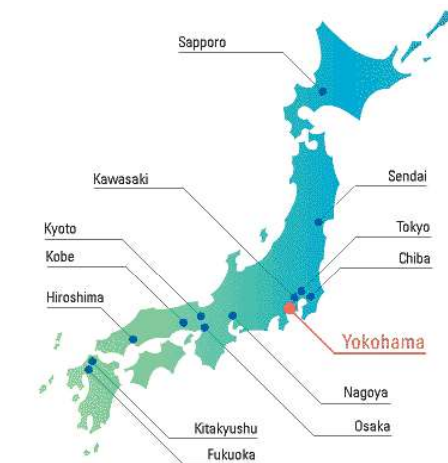 Sapporo
Kawasaki
Sendai
Kyoto
Tokyo
Kobe
Chiba
Hiroshima
Yokohama
Nagoya
Kitakyushu
Osaka
Fukuoka